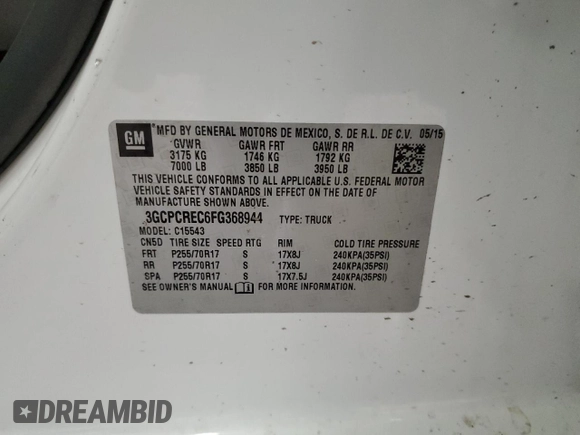 GM
MFD BY GENERAL MOTORS DE MEXICO, S. DE R.L. DE C.V. 05/15
GVWR GAWR FRT GAWR RR
3175 KG 1746 KG 1792 KG
7000 LB 3850 LB 3950 LB
THIS VEHICLE CONFORMS TO ALL APPLICABLE U.S. FEDERAL MOTOR
VEHICLE SAFETY STANDARDS IN EFFECT ON THE DATE OF
MANUFACTURE SHOWN ABOVE.
3GCPCREC6FG368944 TYPE: TRUCK
MODEL: C15543
CN5D TIRE SIZE SPEED RTG RIM COLD TIRE PRESSURE
FRT P255/70R17 S 17X8J 240KPA(35PSI)
RR P255/70R17 S 17X8J 240KPA(35PSI)
SPA P255/70R17 S 17X7.5J 240KPA(35PSI)
SEE OWNER'S MANUAL FOR MORE INFORMATION.
DREAMBID